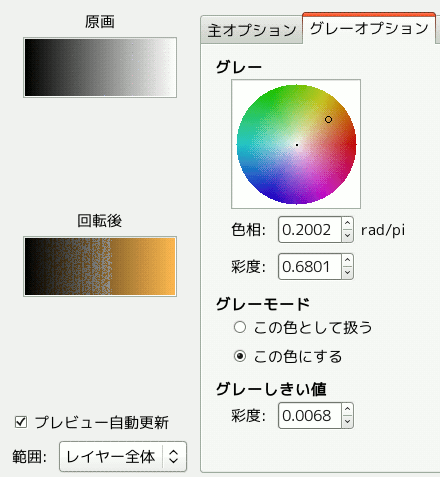 原画
回転後
プレビュー自動更新
範囲: レイヤー全体
主オプション グレーオプション
グレー
色相: 0.2002 rad/pi
彩度: 0.6801
グレーモード
この色として扱う
この色にする
グレーしきい値
彩度: 0.0068